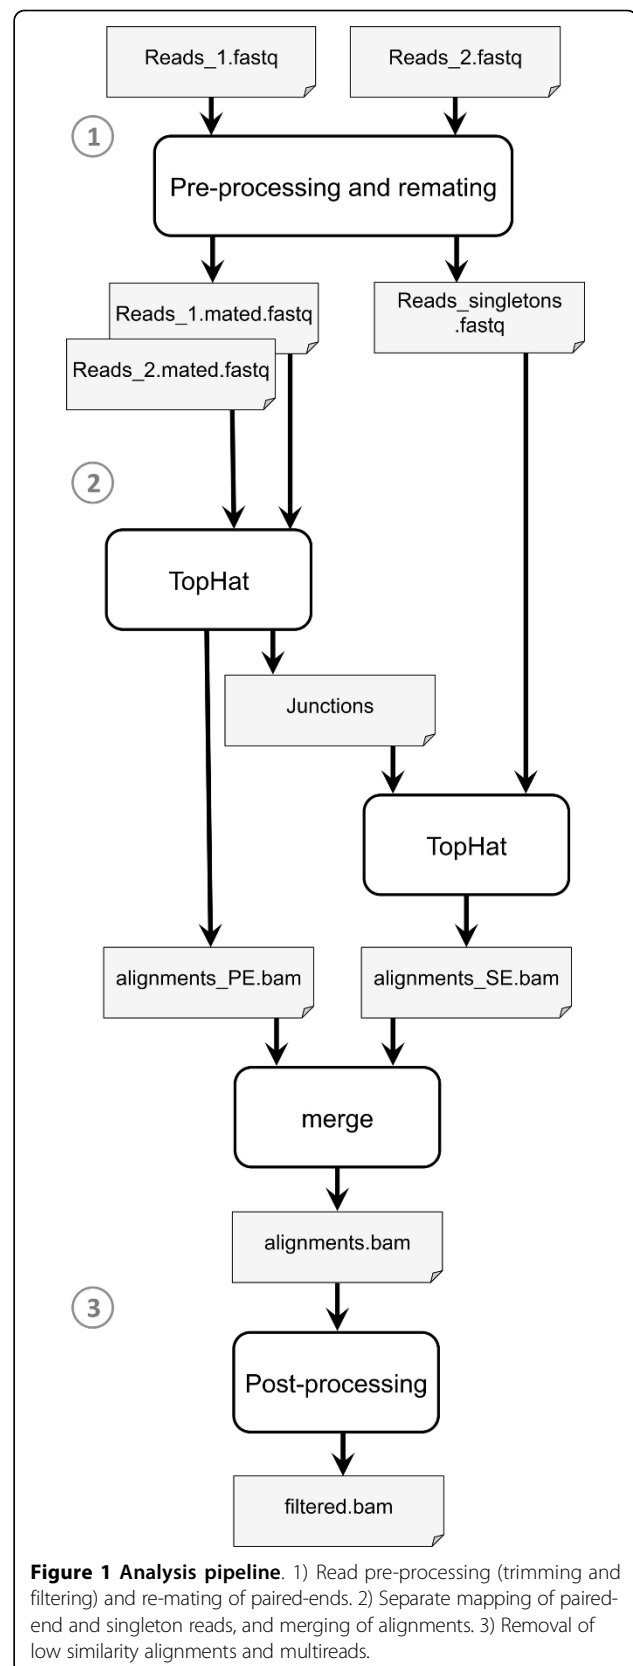 Reads_1.fastq
Reads_2.fastq
1
Pre-processing and remating
Reads_1.mated.fastq
Reads_singletons
.fastq
Reads_2.mated.fastq
2
TopHat
Junctions
TopHat
alignments_PE.bam
alignments_SE.bam
merge
alignments.bam
3
Post-processing
filtered.bam
Figure 1 Analysis pipeline. 1) Read pre-processing (trimming and
filtering) and re-mating of paired-ends. 2) Separate mapping of paired-
end and singleton reads, and merging of alignments. 3) Removal of
low similarity alignments and multireads.